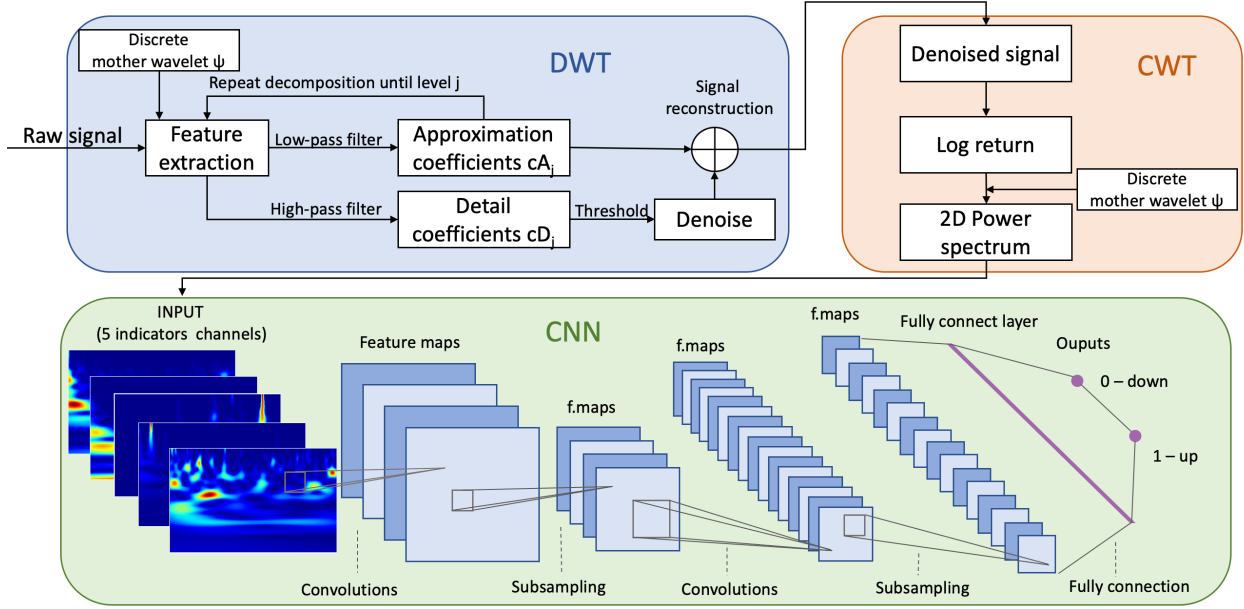 DWT
Discrete
mother wavelet ψ
Repeat decomposition until level j
Raw signal
Feature
extraction
Low-pass filter
Approximation
coefficients cAj
Signal
reconstruction
High-pass filter
Detail
coefficients cDj
Threshold
Denoise
CWT
Denoised signal
Log return
Discrete
mother wavelet ψ
2D Power
spectrum
CNN
INPUT
(5 indicators channels)
Feature maps
f.maps
f.maps
f.maps
Fully connect layer
Ouputs
0 – down
1 – up
Convolutions
Subsampling
Convolutions
Subsampling
Fully connection